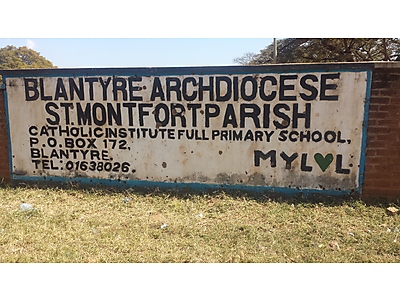 BLANTYRE·ARCHDIOCESE
ST.MONTFORT·PARISH
CATHOLIC INSTITUTE FULL PRIMARY SCHOOL,
P.O.BOX 172,
BLANTYRE.
TEL: 01638026.
MYL♥L